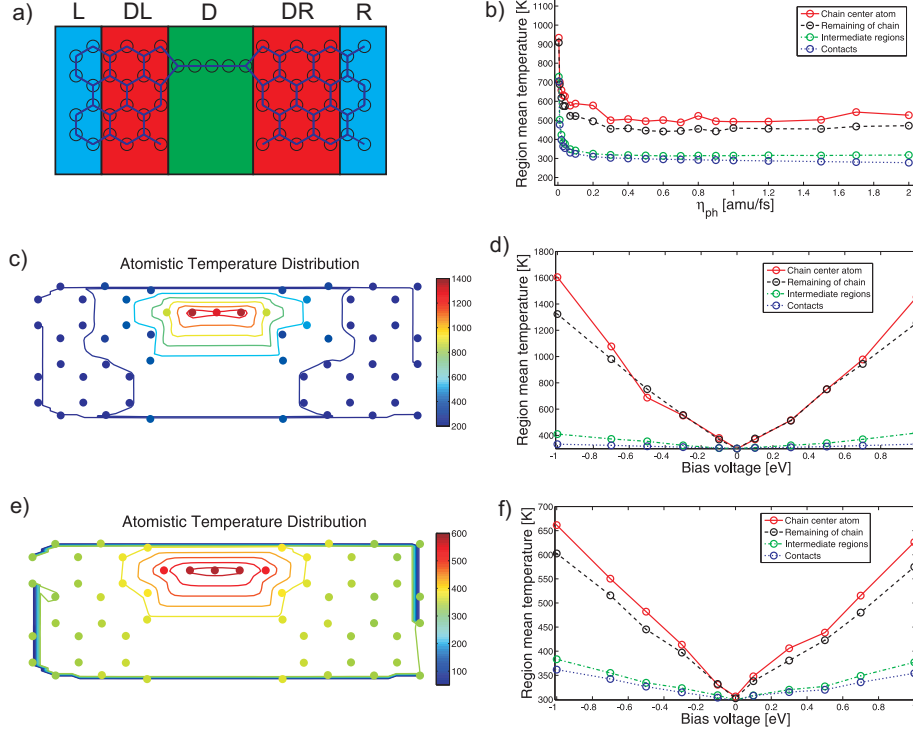 a)
L DL D DR R
b)
Region mean temperature [K]
1100
1000
900
800
700
600
500
400
300
200
0 0.2 0.4 0.6 0.8 1 1.2 1.4 1.6 1.8 2
η_ph [amu/fs]
Chain center atom
Remaining of chain
Intermediate regions
Contacts
c)
Atomistic Temperature Distribution
1400
1200
1000
800
600
400
200
d)
Region mean temperature [K]
1800
1600
1400
1200
1000
800
600
400
-1 -0.8 -0.6 -0.4 -0.2 0 0.2 0.4 0.6 0.8 1
Bias voltage [eV]
Chain center atom
Remaining of chain
Intermediate regions
Contacts
e)
Atomistic Temperature Distribution
600
500
400
300
200
100
f)
Region mean temperature [K]
700
650
600
550
500
450
400
350
300
-1 -0.8 -0.6 -0.4 -0.2 0 0.2 0.4 0.6 0.8
Bias voltage [eV]
Chain center atom
Remaining of chain
Intermediate regions
Contacts